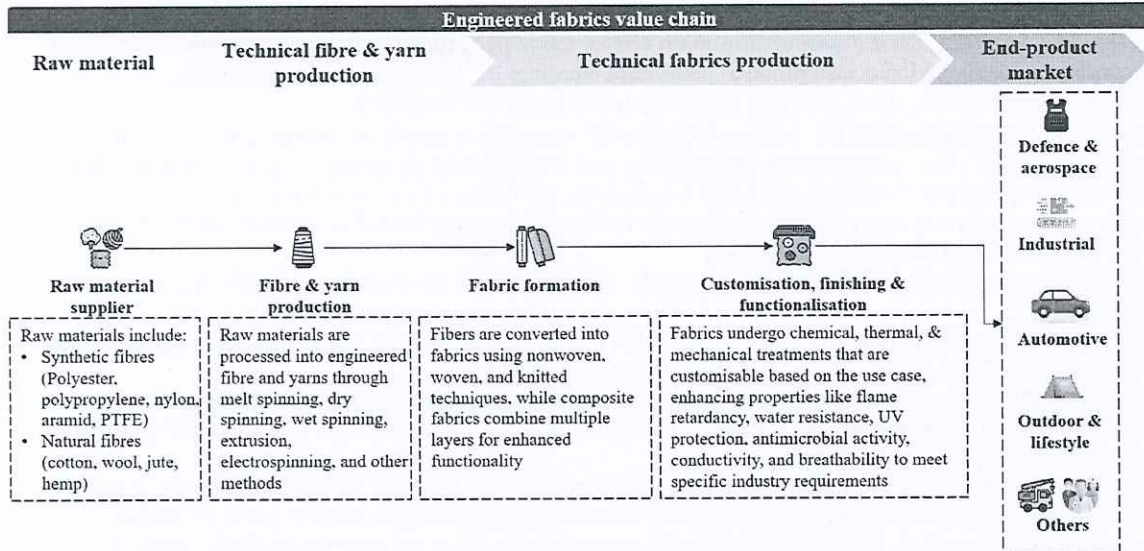 Engineered fabrics value chain
Raw material
Technical fibre & yarn
production
Technical fabrics production
End-product
market
Raw material
supplier
Raw materials include:
• Synthetic fibres
(Polyester,
polypropylene, nylon,
aramid, PTFE)
• Natural fibres
(cotton, wool, jute,
hemp)
Fibre & yarn
production
Raw materials are
processed into engineered
fibre and yarns through
melt spinning, dry
spinning, wet spinning,
extrusion,
electrospinning, and other
methods
Fabric formation
Fibers are converted into
fabrics using nonwoven,
woven, and knitted
techniques, while composite
fabrics combine multiple
layers for enhanced
functionality
Customisation, finishing &
functionalisation
Fabrics undergo chemical, thermal, &
mechanical treatments that are
customisable based on the use case,
enhancing properties like flame
retardancy, water resistance, UV
protection, antimicrobial activity,
conductivity, and breathability to meet
specific industry requirements
Defence &
aerospace
Industrial
Automotive
Outdoor &
lifestyle
Others